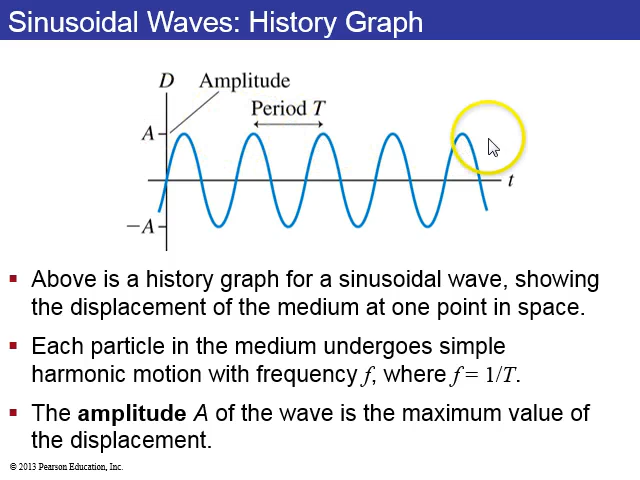 Sinusoidal Waves: History Graph
D Amplitude
Period T
A
t
−A
▪ Above is a history graph for a sinusoidal wave, showing
the displacement of the medium at one point in space.
▪ Each particle in the medium undergoes simple
harmonic motion with frequency f, where f = 1/T.
▪ The amplitude A of the wave is the maximum value of
the displacement.
© 2013 Pearson Education, Inc.